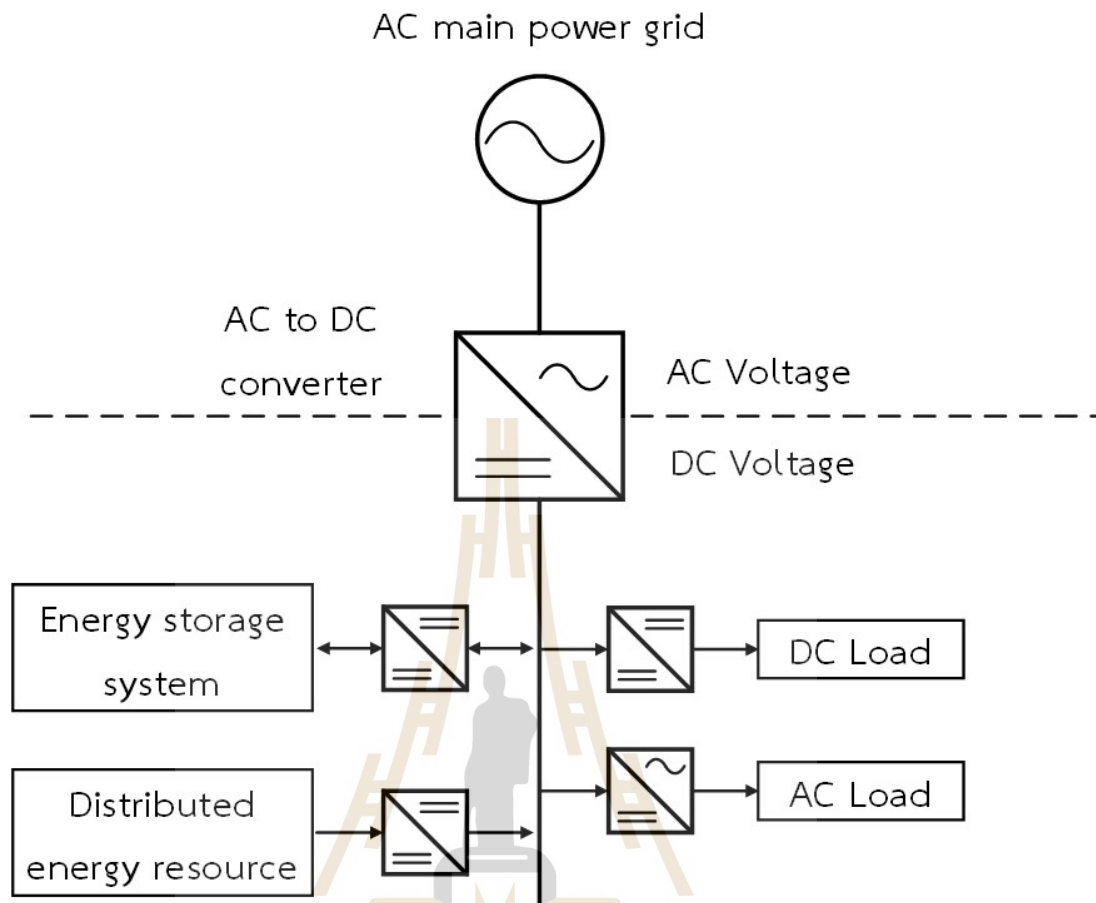 AC main power grid
AC to DC
converter
AC Voltage
DC Voltage
Energy storage
system
DC Load
AC Load
Distributed
energy resource